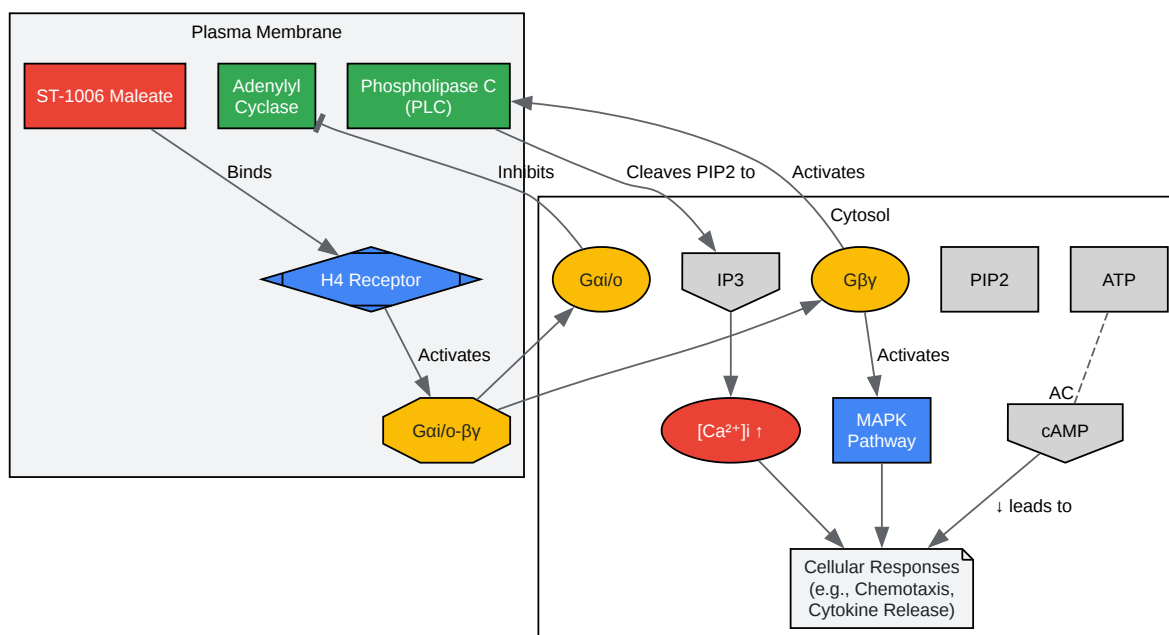 Plasma Membrane
ST-1006 Maleate
Adenylyl
Cyclase
Phospholipase C
(PLC)
Binds
Inhibits
Cleaves PIP2 to
Activates
Cytosol
H4 Receptor
Gαi/o
IP3
Gβγ
PIP2
ATP
Activates
Activates
AC
Gαi/o-βγ
[Ca²⁺]i ↑
MAPK
Pathway
cAMP
↓ leads to
Cellular Responses
(e.g., Chemotaxis,
Cytokine Release)